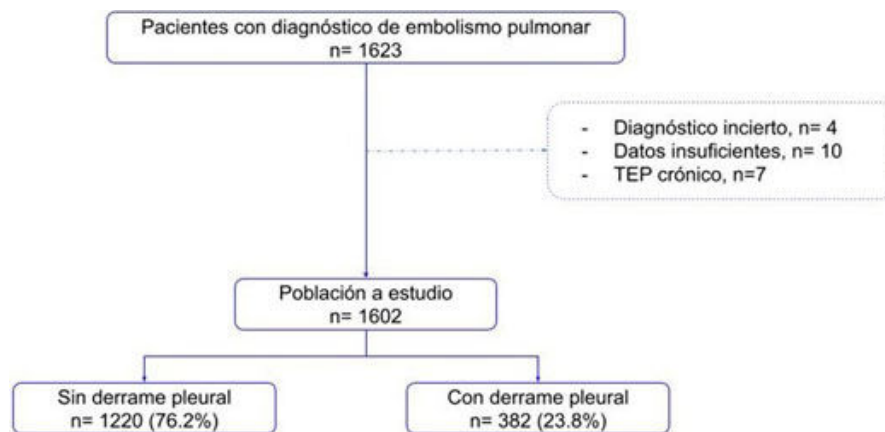 Pacientes con diagnóstico de embolismo pulmonar
n= 1623
- Diagnóstico incierto, n= 4
- Datos insuficientes, n= 10
- TEP crónico, n=7
Población a estudio
n= 1602
Sin derrame pleural
n= 1220 (76.2%)
Con derrame pleural
n= 382 (23.8%)